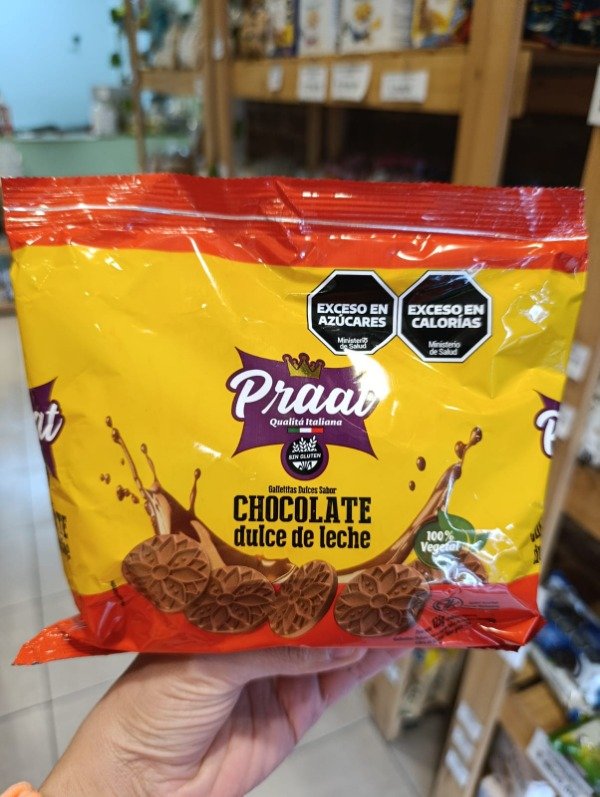 EXCESO EN
AZÚCARES
Ministerio
de Salud
EXCESO EN
CALORÍAS
Ministerio
de Salud
Praat
Qualitá Italiana
SIN GLUTEN
Galletitas Dulces Sabor
CHOCOLATE
dulce de leche
100%
Vegetal